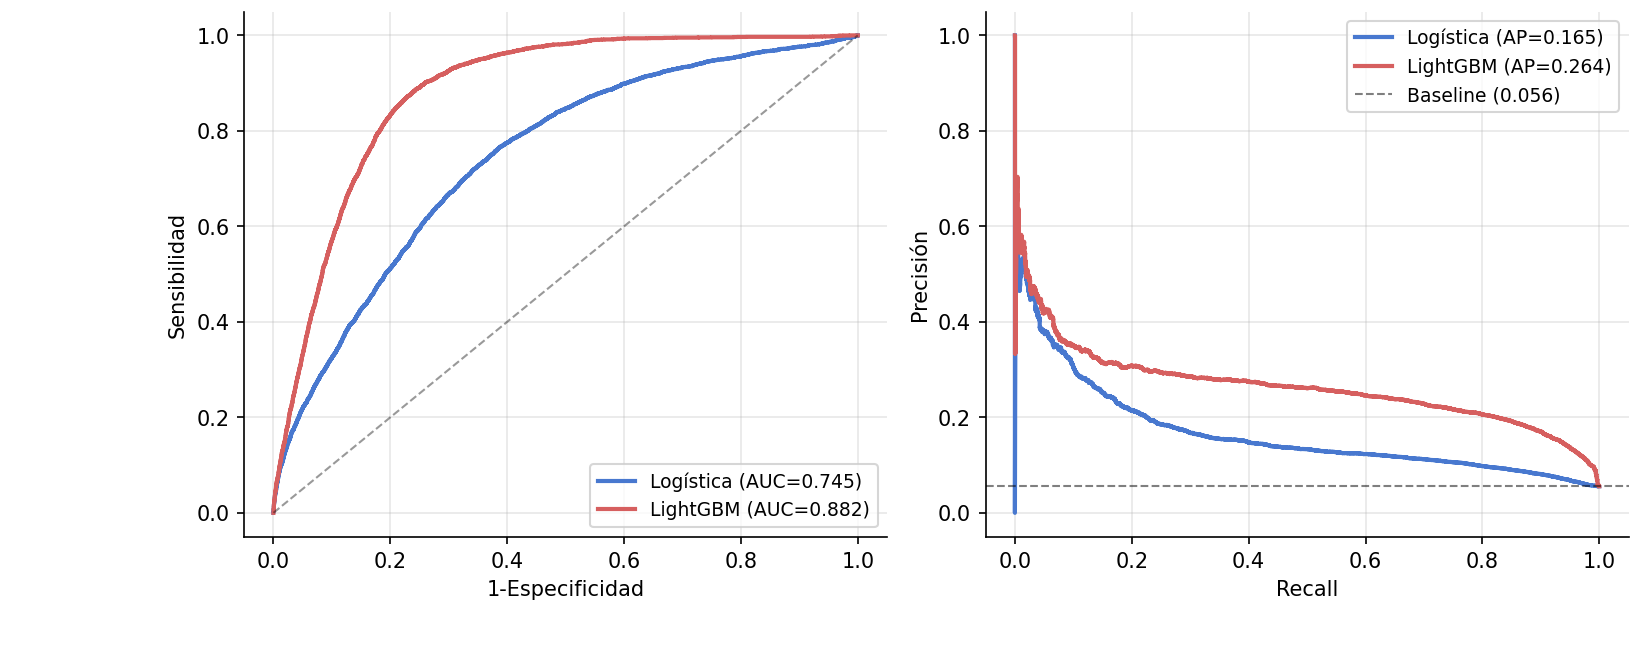 1.0
0.8
0.6
0.4
0.2
0.0
Sensibilidad
0.0 0.2 0.4 0.6 0.8 1.0
1-Especificidad
Logística (AUC=0.745)
LightGBM (AUC=0.882)
1.0
0.8
0.6
0.4
0.2
0.0
Precisión
0.0 0.2 0.4 0.6 0.8 1.0
Recall
Logística (AP=0.165)
LightGBM (AP=0.264)
Baseline (0.056)